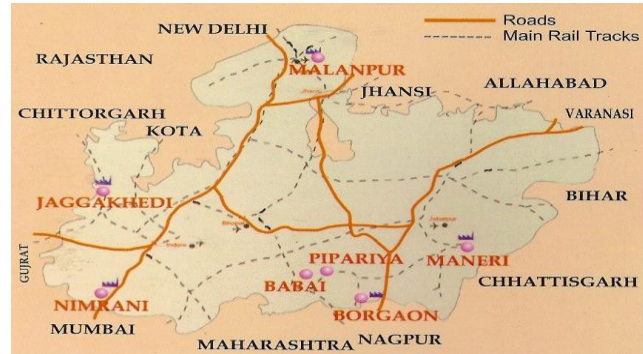 Roads
Main Rail Tracks
NEW DELHI
RAJASTHAN
MALANPUR
JHANSI
ALLAHABAD
CHITTORGARH
KOTA
VARANASI
BIHAR
JAGGAKHEDI
GUJRAT
PIPARIYA
MANERI
BABAI
CHHATTISGARH
NIMRANI
BORGAON
MUMBAI
MAHARASHTRA
NAGPUR